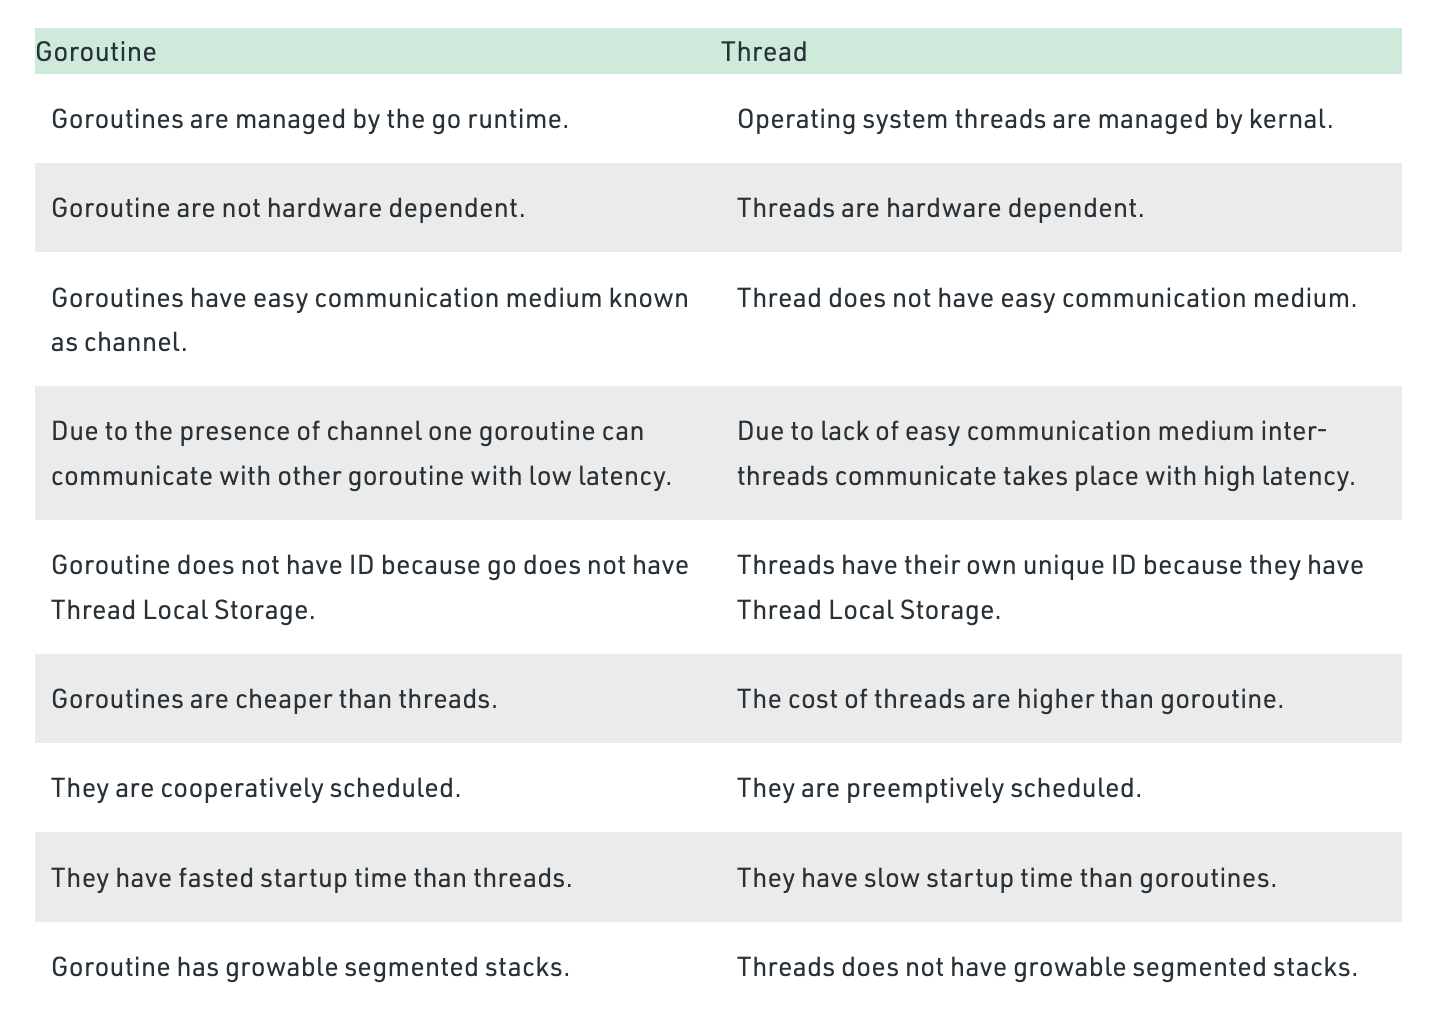 Goroutine
Thread
Goroutines are managed by the go runtime.
Operating system threads are managed by kernal.
Goroutine are not hardware dependent.
Threads are hardware dependent.
Goroutines have easy communication medium known
as channel.
Thread does not have easy communication medium.
Due to the presence of channel one goroutine can
communicate with other goroutine with low latency.
Due to lack of easy communication medium inter-
threads communicate takes place with high latency.
Goroutine does not have ID because go does not have
Thread Local Storage.
Threads have their own unique ID because they have
Thread Local Storage.
Goroutines are cheaper than threads.
The cost of threads are higher than goroutine.
They are cooperatively scheduled.
They are preemptively scheduled.
They have fasted startup time than threads.
They have slow startup time than goroutines.
Goroutine has growable segmented stacks.
Threads does not have growable segmented stacks.